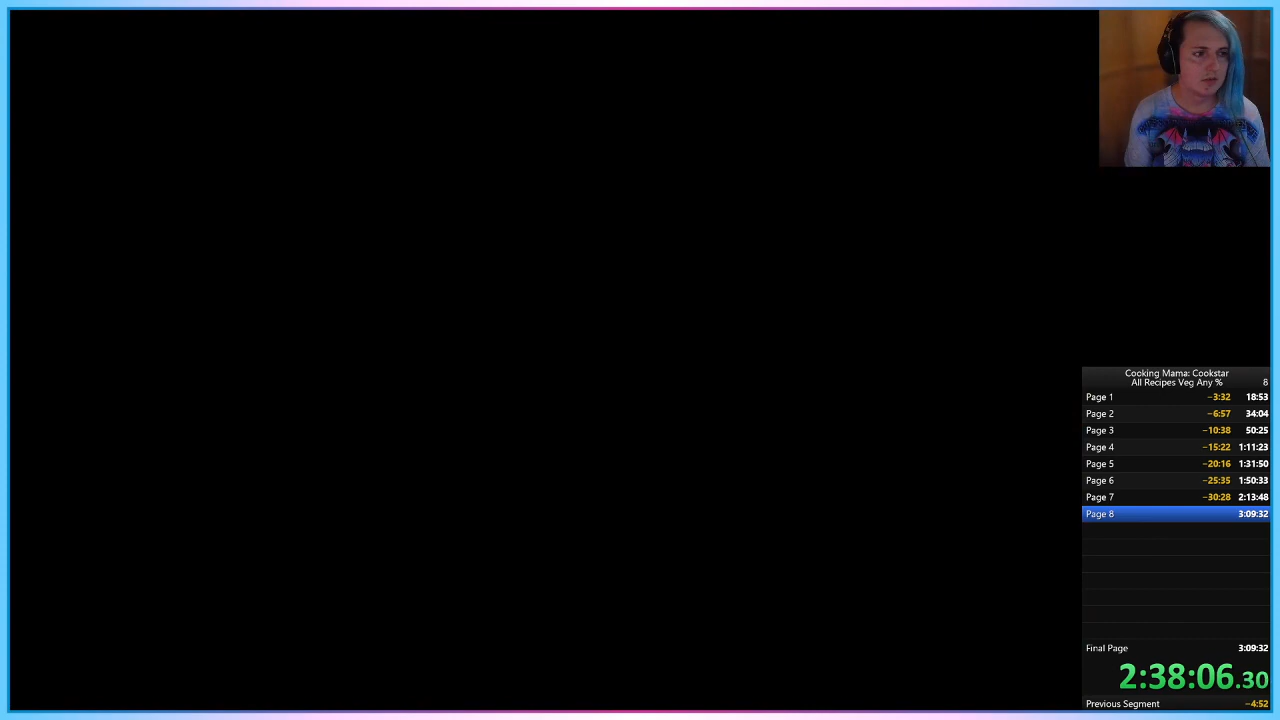 Cooking Mama: Cookstar
All Recipes Veg Any % 8
Page 1 −3:32 18:53
Page 2 −6:57 34:04
Page 3 −10:38 50:25
Page 4 −15:22 1:11:23
Page 5 −20:16 1:31:50
Page 6 −25:35 1:50:33
Page 7 −30:28 2:13:48
Page 8 3:09:32
Final Page 3:09:32
2:38:06.30
Previous Segment −4:52